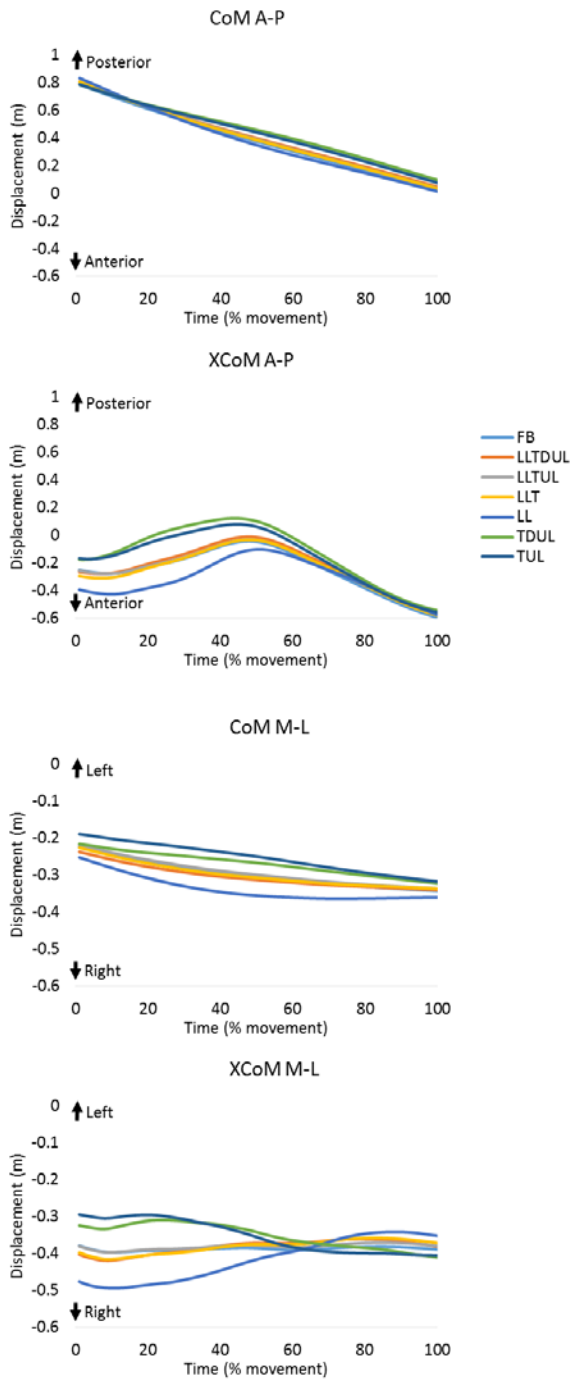 CoM A-P
1
Posterior
0.8
0.6
0.4
0.2
0
-0.2
-0.4
Anterior
-0.6
Displacement (m)
0 20 40 60 80 100
Time (% movement)
XCoM A-P
1
Posterior
0.8
0.6
0.4
0.2
0
-0.2
-0.4
Anterior
-0.6
Displacement (m)
0 20 40 60 80 100
Time (% movement)
FB
LLTDUL
LLTUL
LLT
LL
TDUL
TUL
CoM M-L
0
Left
-0.1
-0.2
-0.3
-0.4
-0.5
Right
-0.6
Displacement (m)
0 20 40 60 80 100
Time (% movement)
XCoM M-L
0
Left
-0.1
-0.2
-0.3
-0.4
-0.5
Right
-0.6
Displacement (m)
0 20 40 60 80 100
Time (% movement)